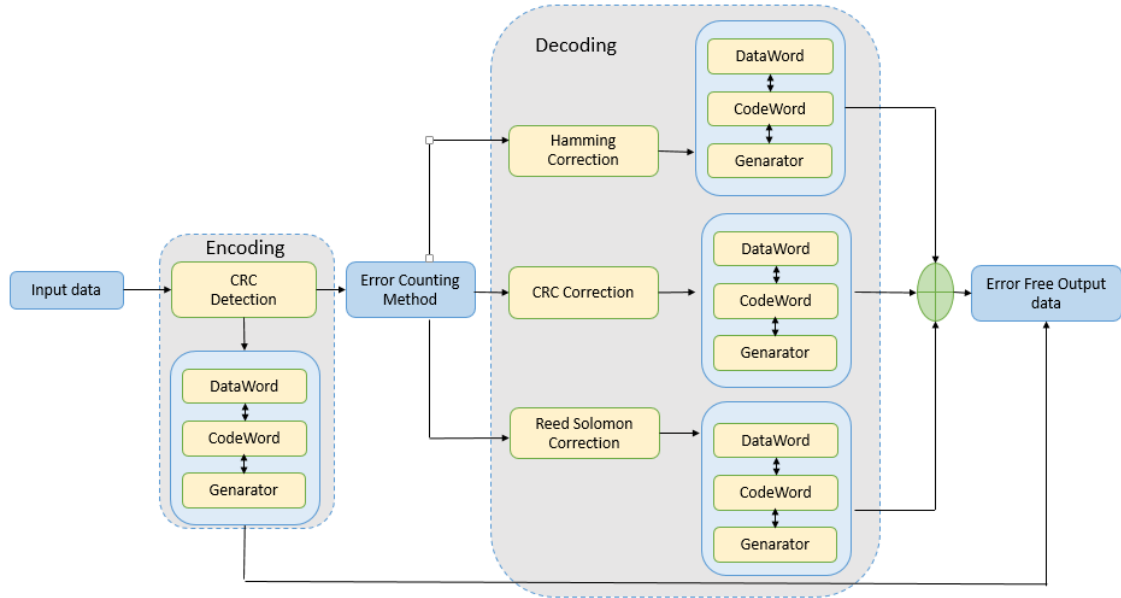 Input data
Encoding
CRC
Detection
DataWord
CodeWord
Genarator
Error Counting
Method
Decoding
Hamming
Correction
DataWord
CodeWord
Genarator
CRC Correction
DataWord
CodeWord
Genarator
Reed Solomon
Correction
DataWord
CodeWord
Genarator
Error Free Output
data